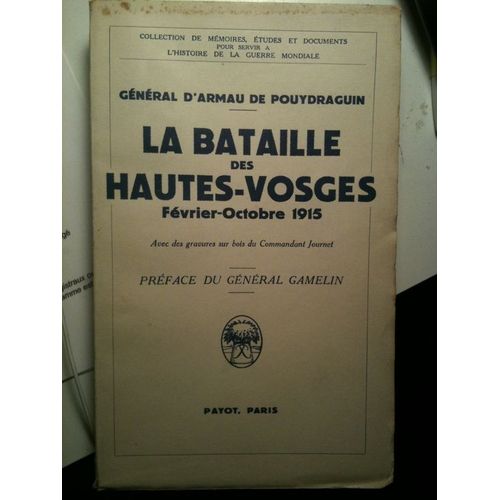 COLLECTION DE MÉMOIRES, ÉTUDES ET DOCUMENTS
POUR SERVIR A
L'HISTOIRE DE LA GUERRE MONDIALE
GÉNÉRAL D'ARMAU DE POUYDRAGUIN
LA BATAILLE
DES
HAUTES-VOSGES
Février-Octobre 1915
Avec des gravures sur bois du Commandant Journet
PRÉFACE DU GÉNÉRAL GAMELIN
PAYOT, PARIS